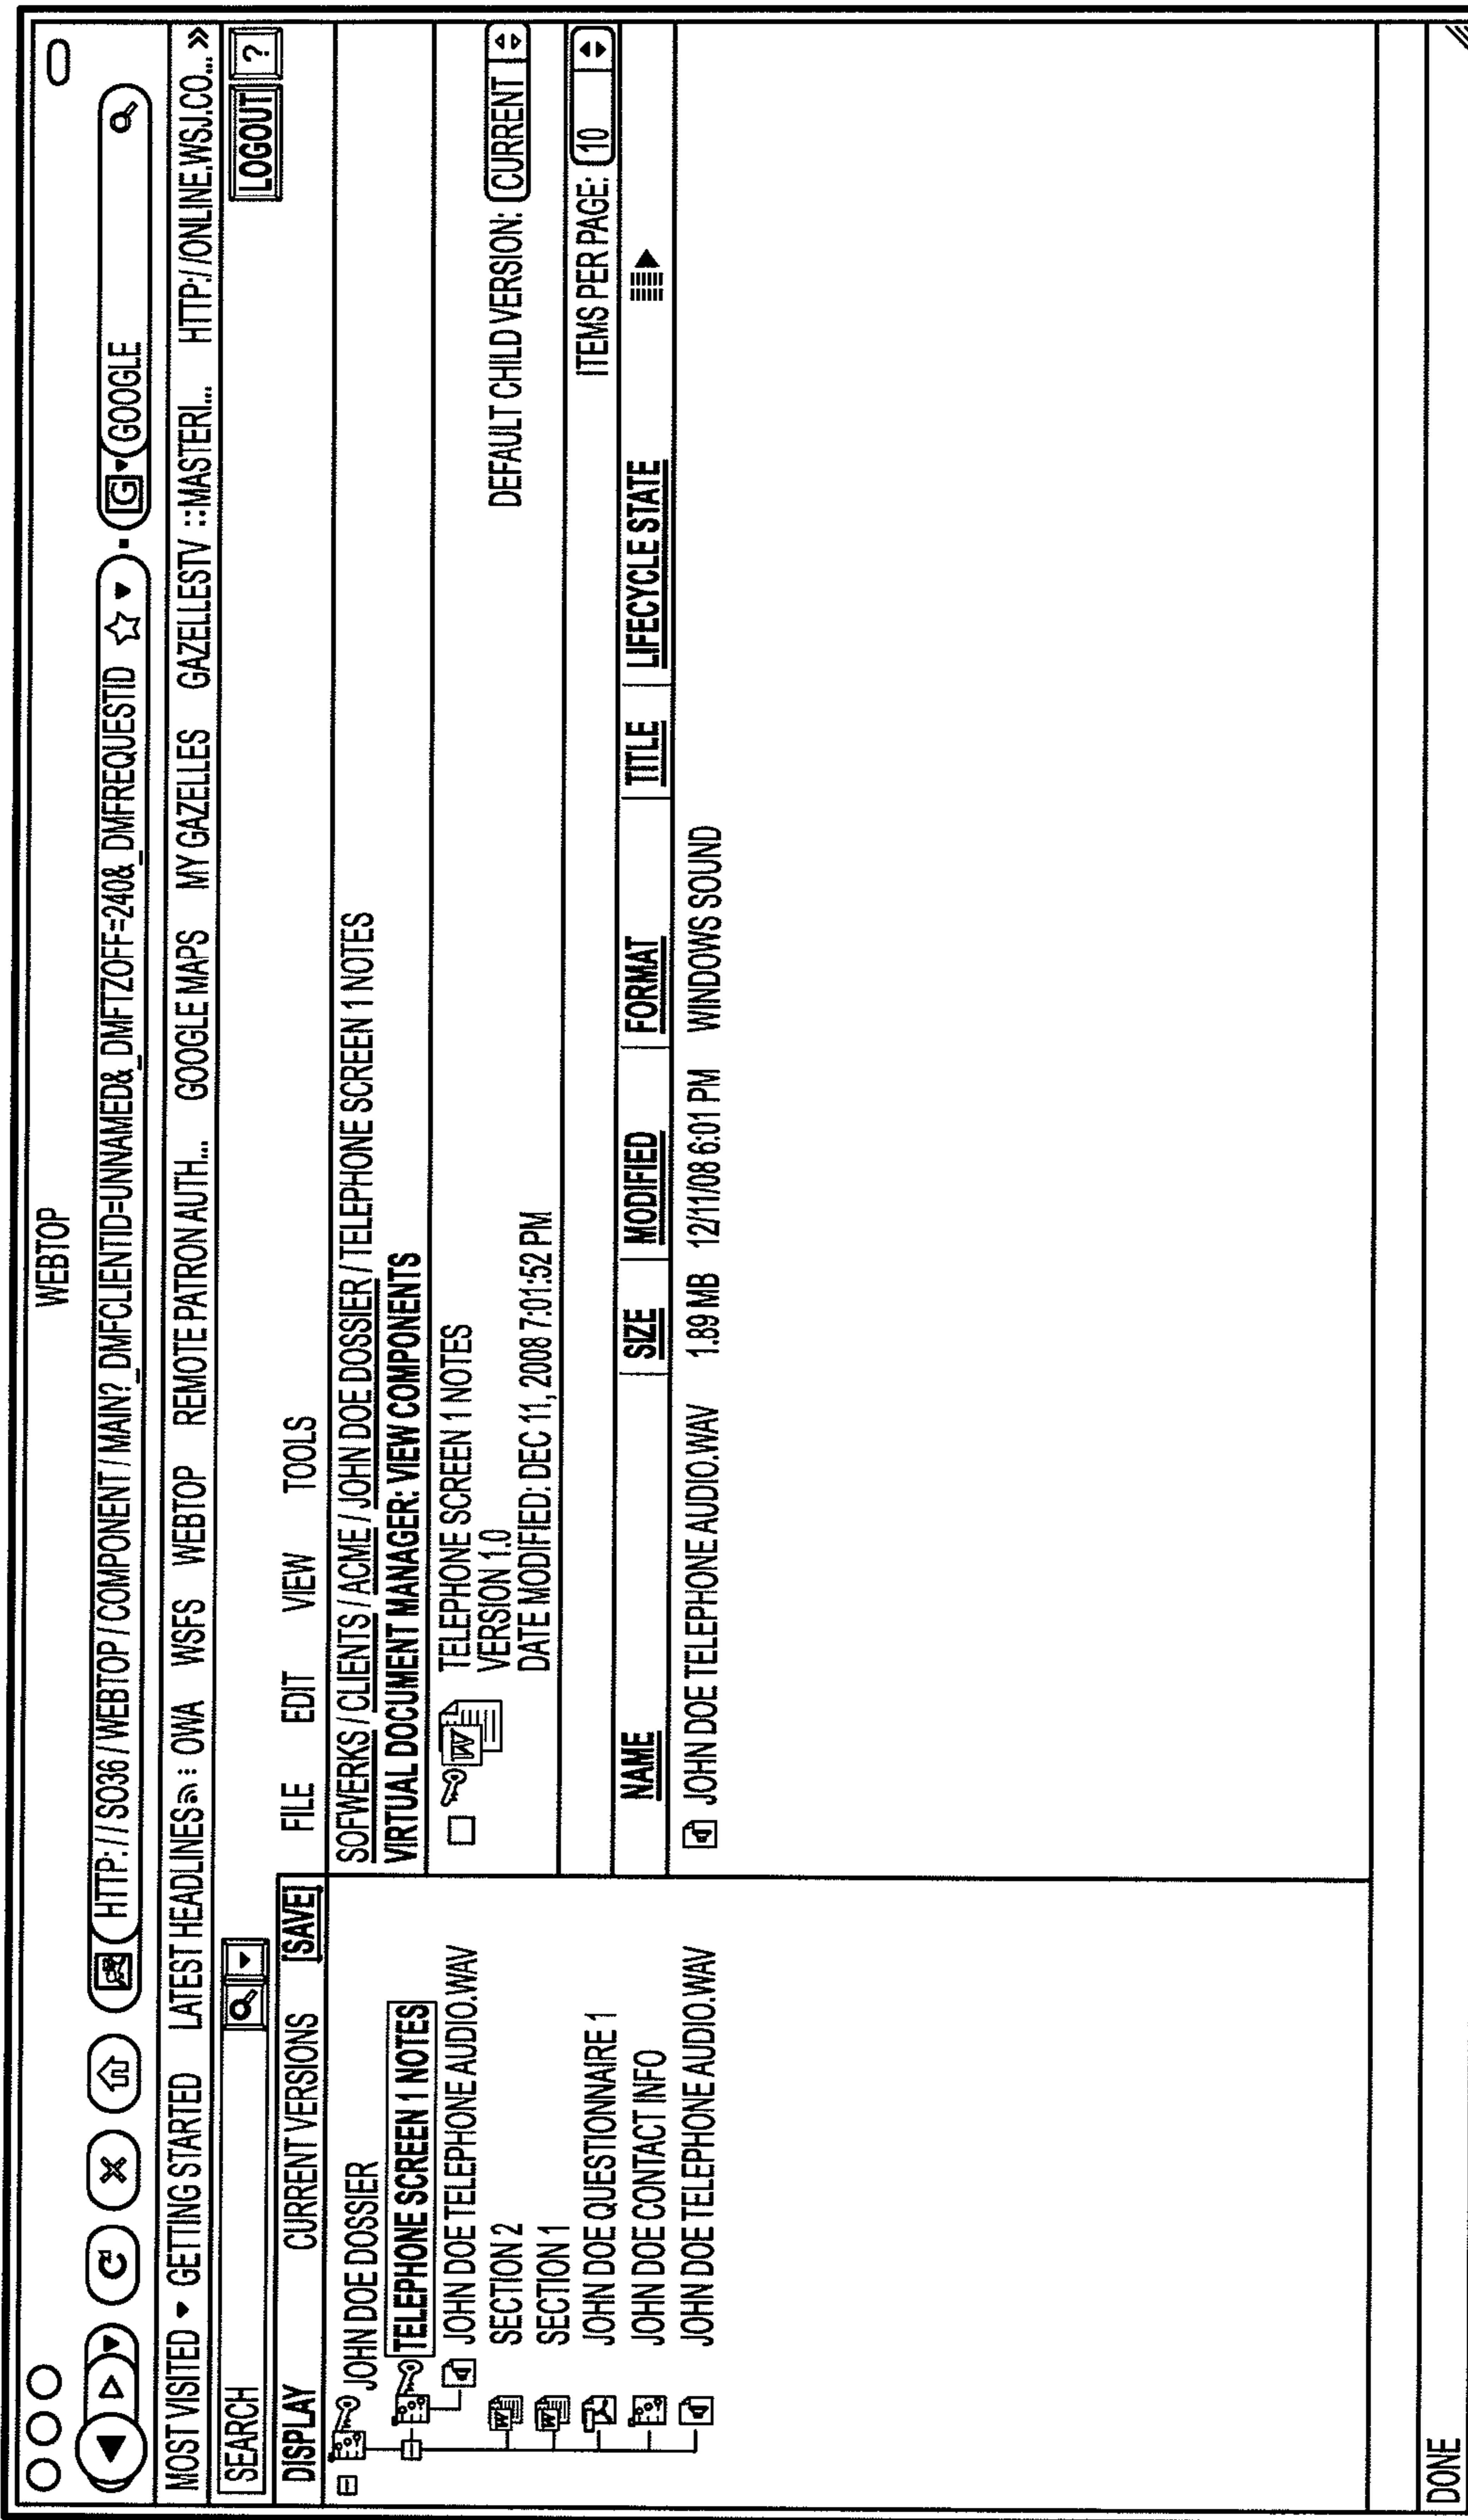 WEBTOP
HTTP://SO36/WEBTOP/COMPONENT/MAIN?_DMFCLIENTID=UNNAMED&_DMFTZOFF=240&_DMFREQUESTID
G GOOGLE
MOST VISITED GETTING STARTED LATEST HEADLINES OWA WSFS WEBTOP REMOTE PATRON AUTH... GOOGLE MAPS MY GAZELLES GAZELLESTV ::MASTERI... HTTP://ONLINE.WSJ.CO... »
SEARCH
LOGOUT ?
DISPLAY CURRENT VERSIONS [SAVE]
FILE EDIT VIEW TOOLS
JOHN DOE DOSSIER
TELEPHONE SCREEN 1 NOTES
JOHN DOE TELEPHONE AUDIO.WAV
SECTION 2
SECTION 1
JOHN DOE QUESTIONNAIRE 1
JOHN DOE CONTACT INFO
JOHN DOE TELEPHONE AUDIO.WAV
SOFWERKS / CLIENTS / ACME / JOHN DOE DOSSIER / TELEPHONE SCREEN 1 NOTES
VIRTUAL DOCUMENT MANAGER: VIEW COMPONENTS
W
TELEPHONE SCREEN 1 NOTES
VERSION 1.0
DATE MODIFIED: DEC 11, 2008 7:01:52 PM
DEFAULT CHILD VERSION: CURRENT
ITEMS PER PAGE: 10
NAME SIZE MODIFIED FORMAT TITLE LIFECYCLE STATE
JOHN DOE TELEPHONE AUDIO.WAV 1.89 MB 12/11/08 6:01 PM WINDOWS SOUND
DONE